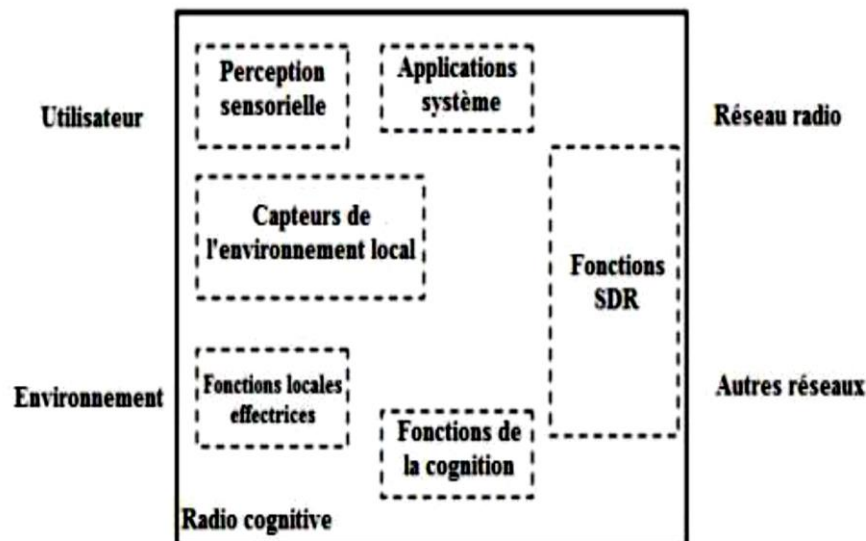 Perception
sensorielle
Applications
système
Utilisateur
Réseau radio
Capteurs de
l'environnement local
Fonctions
SDR
Environnement
Fonctions locales
effectrices
Autres réseaux
Fonctions de
la cognition
Radio cognitive